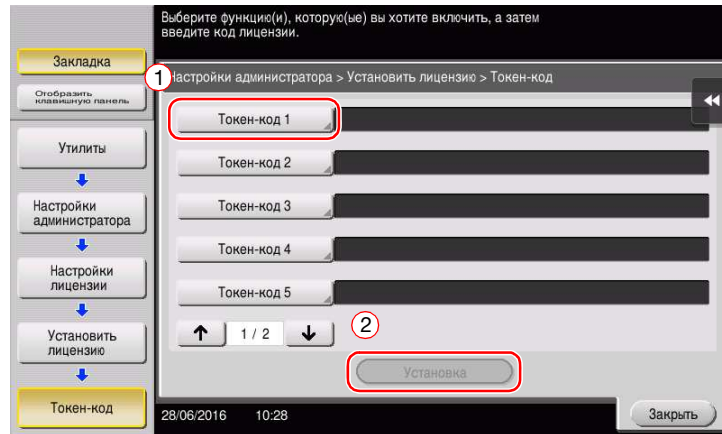 Выберите функцию(и), которую(ые) вы хотите включить, а затем
введите код лицензии.
Закладка
Отобразить
клавишную панель
1
Настройки администратора > Установить лицензию > Токен-код
Токен-код 1
Утилиты
Токен-код 2
Настройки
администратора
Токен-код 3
Токен-код 4
Настройки
лицензии
Токен-код 5
1 / 2
2
Установить
лицензию
Установка
Токен-код
28/06/2016 10:28
Закрыть